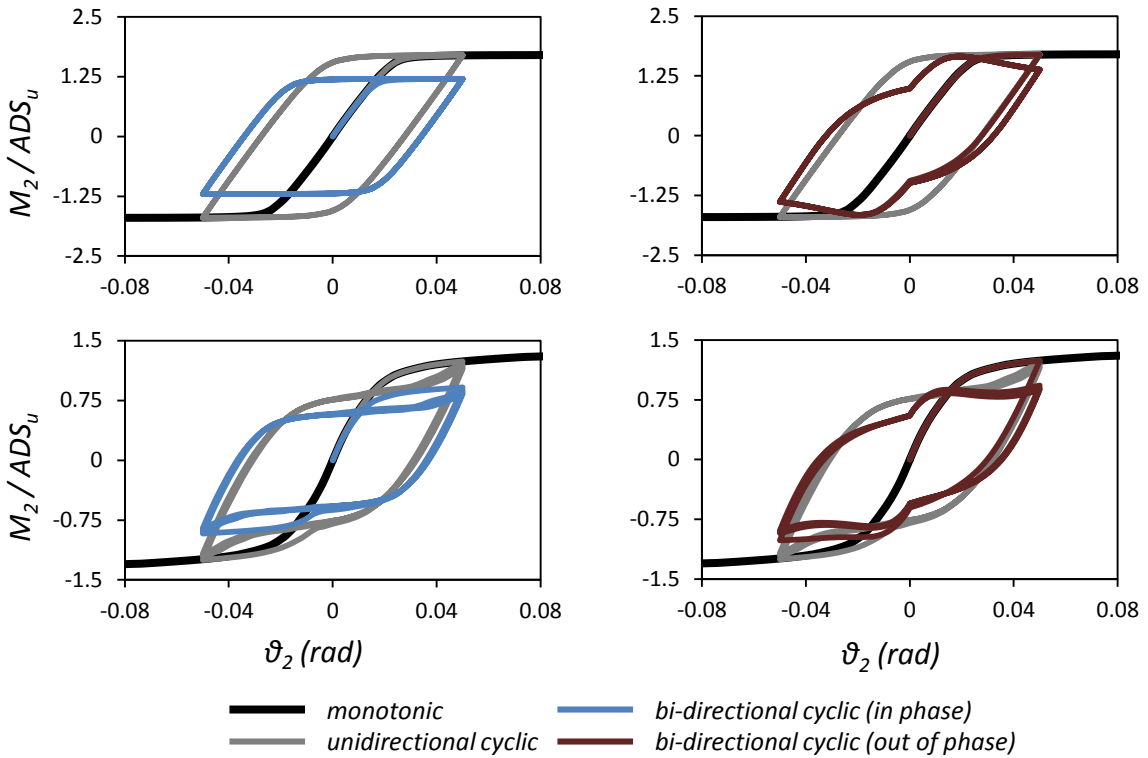 2.5
1.25
0
-1.25
-2.5
-0.08 -0.04 0 0.04 0.08
M2 / ADSu
2.5
1.25
0
-1.25
-2.5
-0.08 -0.04 0 0.04 0.08
1.5
0.75
0
-0.75
-1.5
-0.08 -0.04 0 0.04 0.08
M2 / ADSu
ϑ2 (rad)
1.5
0.75
0
-0.75
-1.5
-0.08 -0.04 0 0.04 0.08
ϑ2 (rad)
monotonic
bi-directional cyclic (in phase)
unidirectional cyclic
bi-directional cyclic (out of phase)